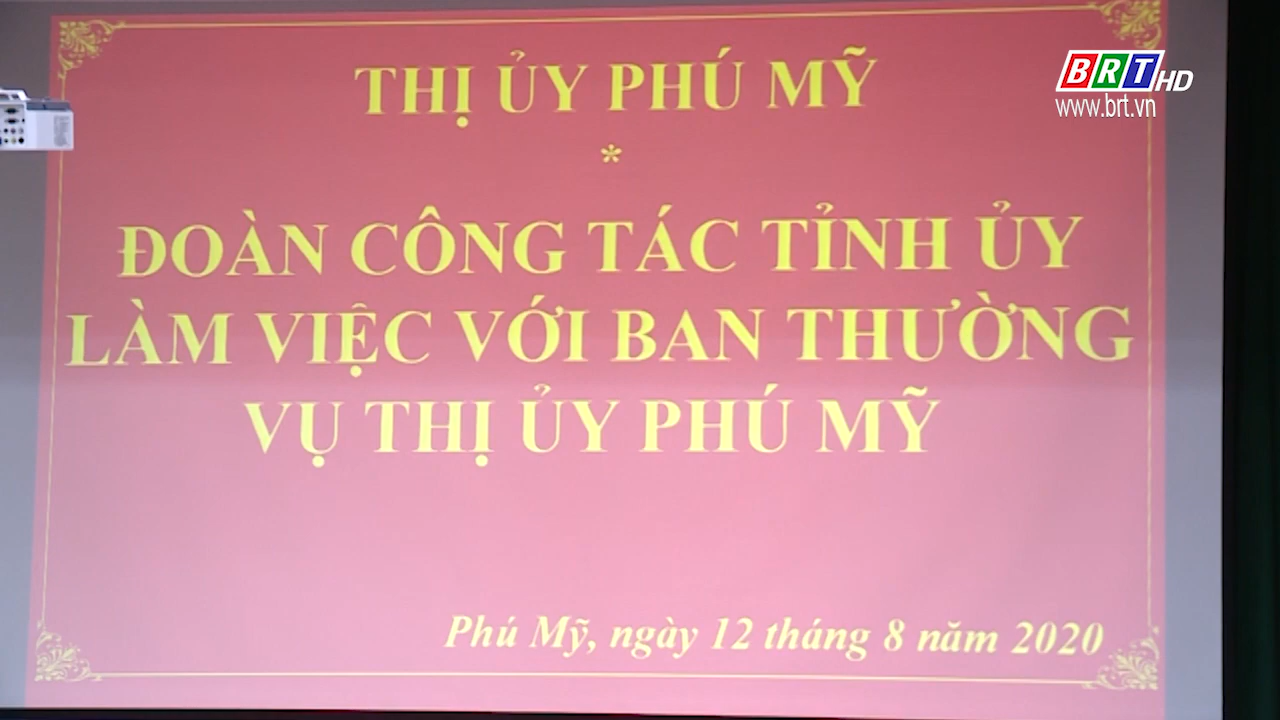 BRT HD
www.brt.vn
THỊ ỦY PHÚ MỸ
*
ĐOÀN CÔNG TÁC TỈNH ỦY
LÀM VIỆC VỚI BAN THƯỜNG
VỤ THỊ ỦY PHÚ MỸ
Phú Mỹ, ngày 12 tháng 8 năm 2020